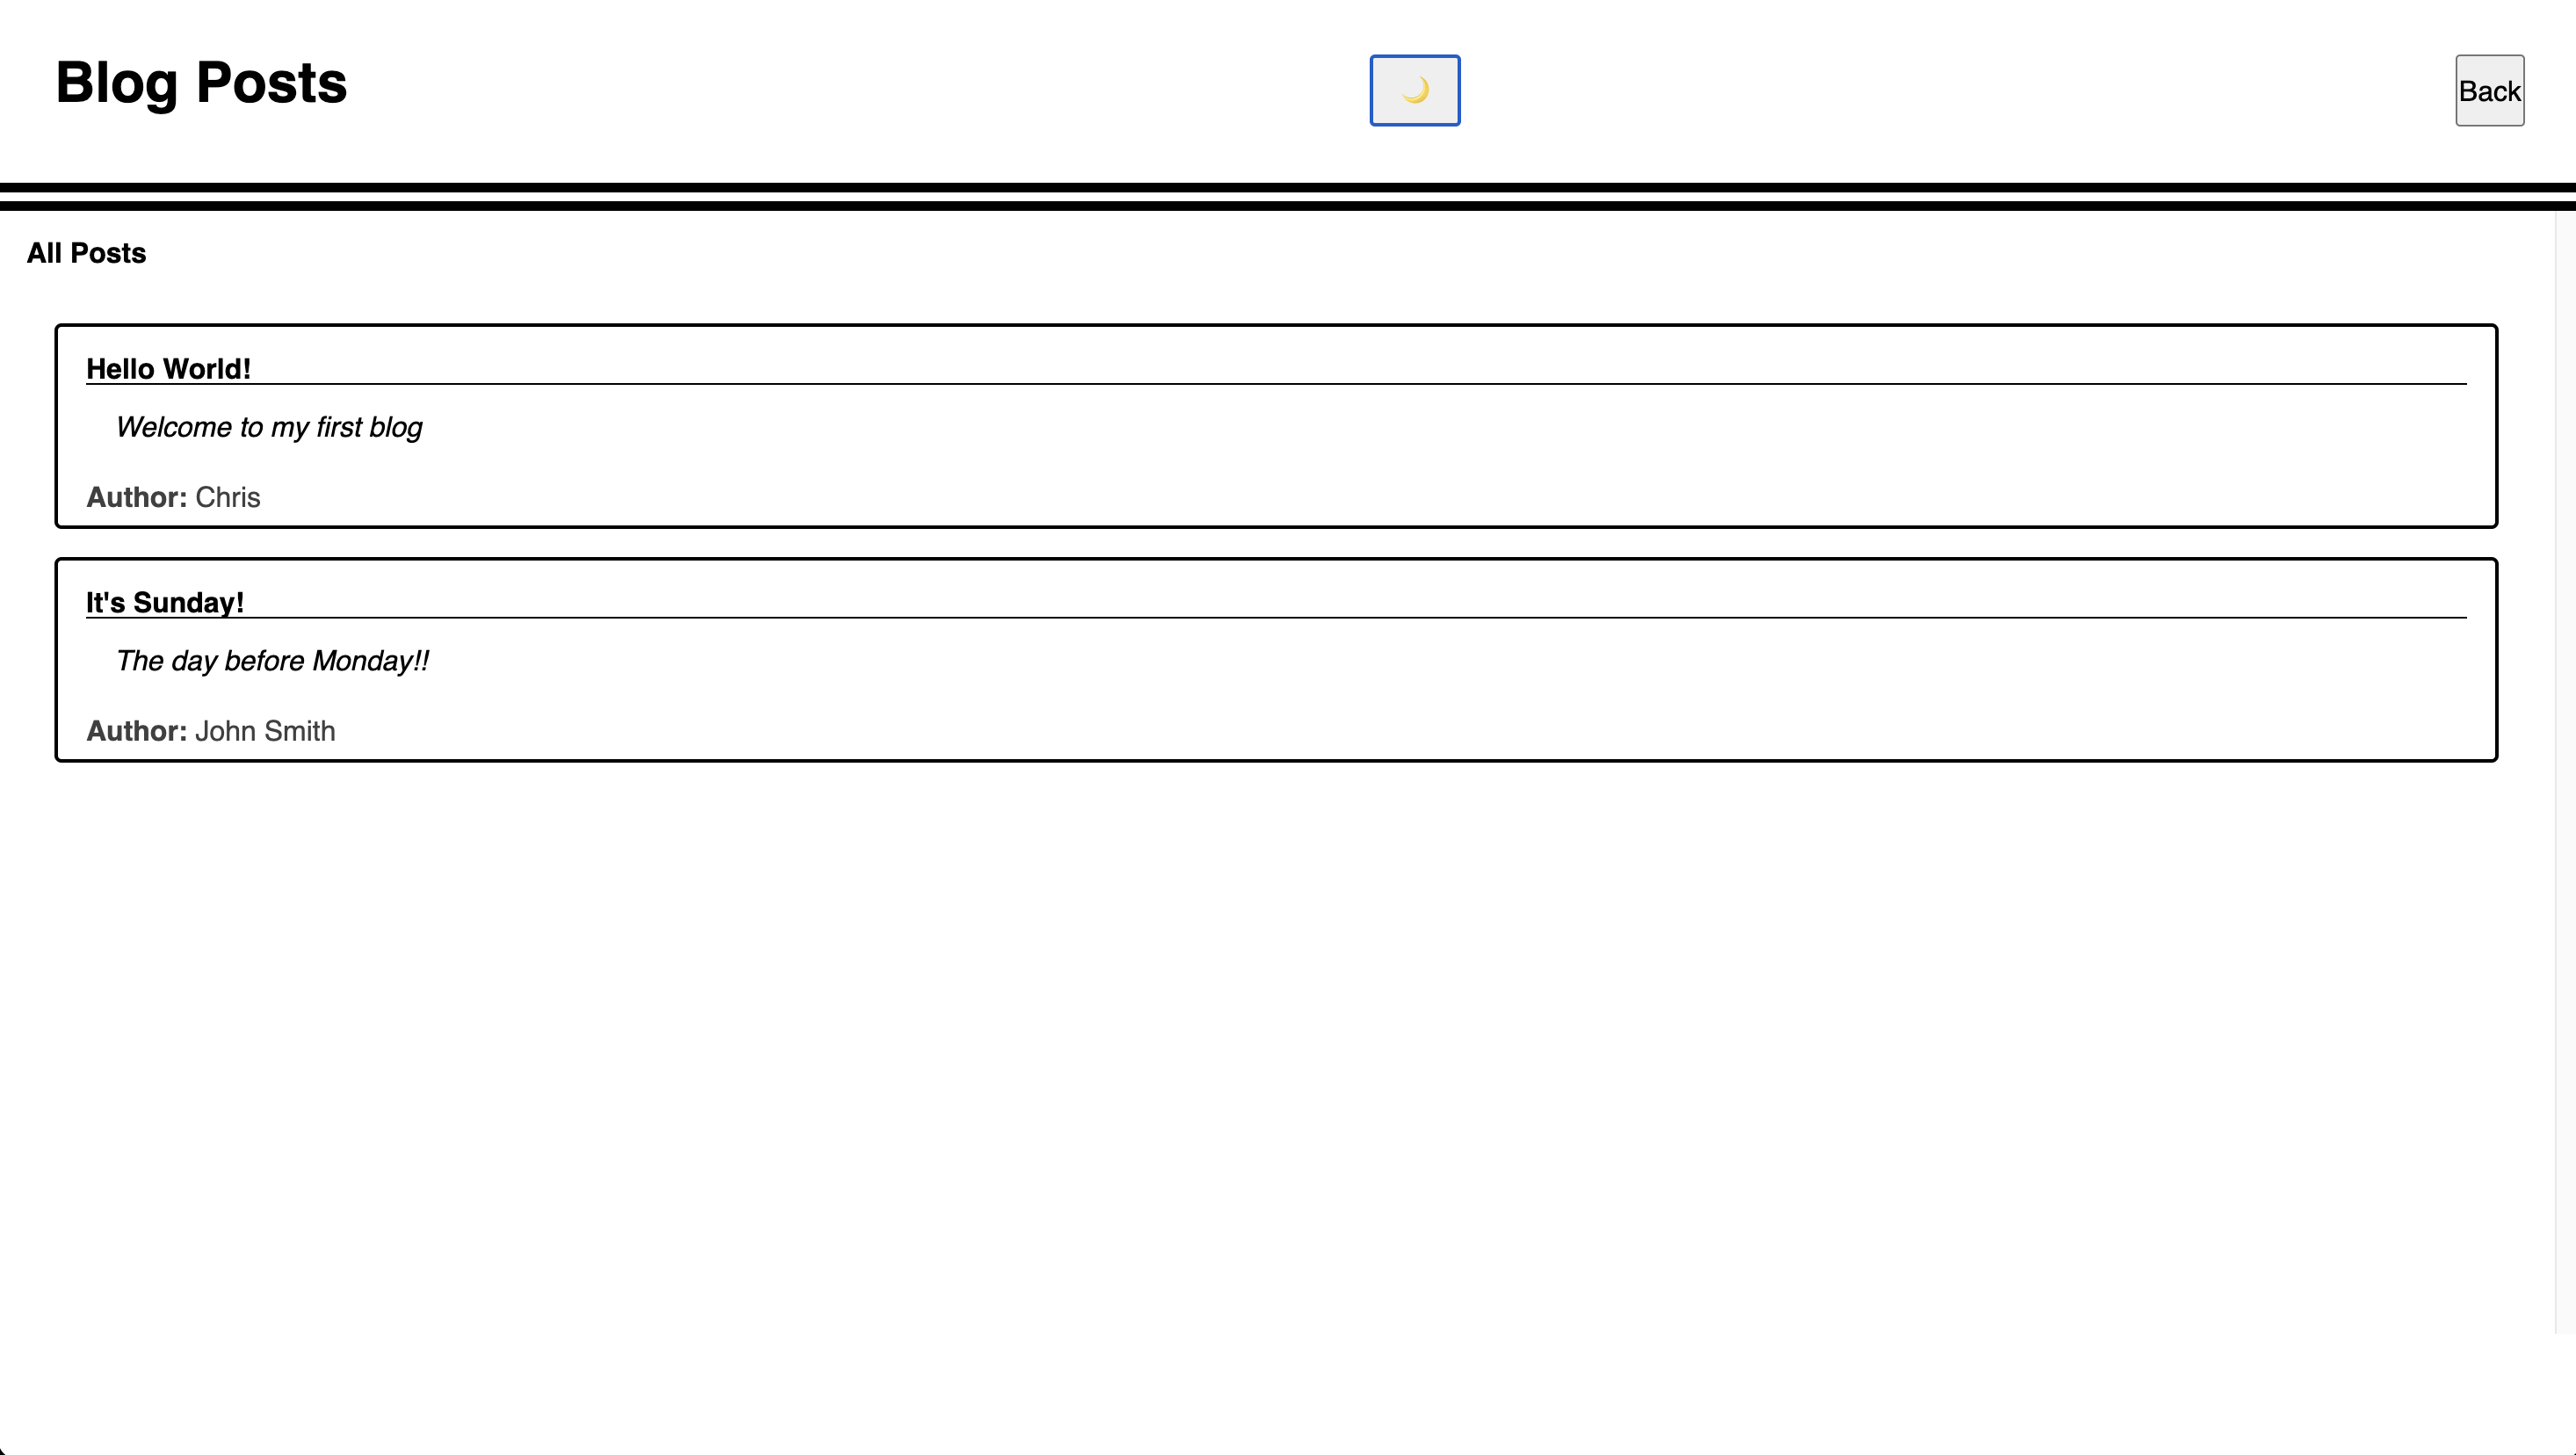 Blog Posts
🌙
Back
All Posts
Hello World!
Welcome to my first blog
Author: Chris
It's Sunday!
The day before Monday!!
Author: John Smith